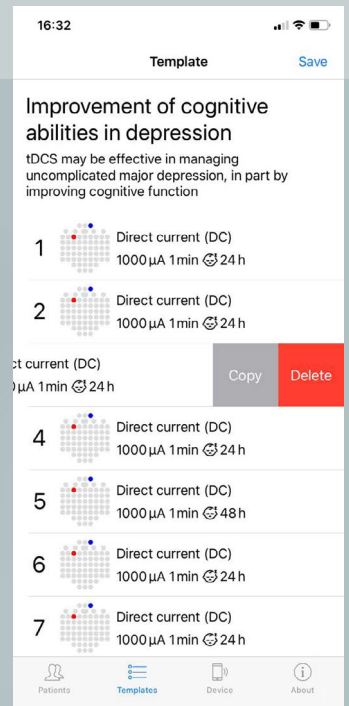 16:32
Template
Save
Improvement of cognitive
abilities in depression
tDCS may be effective in managing
uncomplicated major depression, in part by
improving cognitive function
1
Direct current (DC)
1000 µA 1 min 24 h
2
Direct current (DC)
1000 µA 1 min 24 h
ct current (DC)
µA 1 min 24 h
Copy
Delete
4
Direct current (DC)
1000 µA 1 min 24 h
5
Direct current (DC)
1000 µA 1 min 48 h
6
Direct current (DC)
1000 µA 1 min 24 h
7
Direct current (DC)
1000 µA 1 min 24 h
Patients
Templates
Device
About